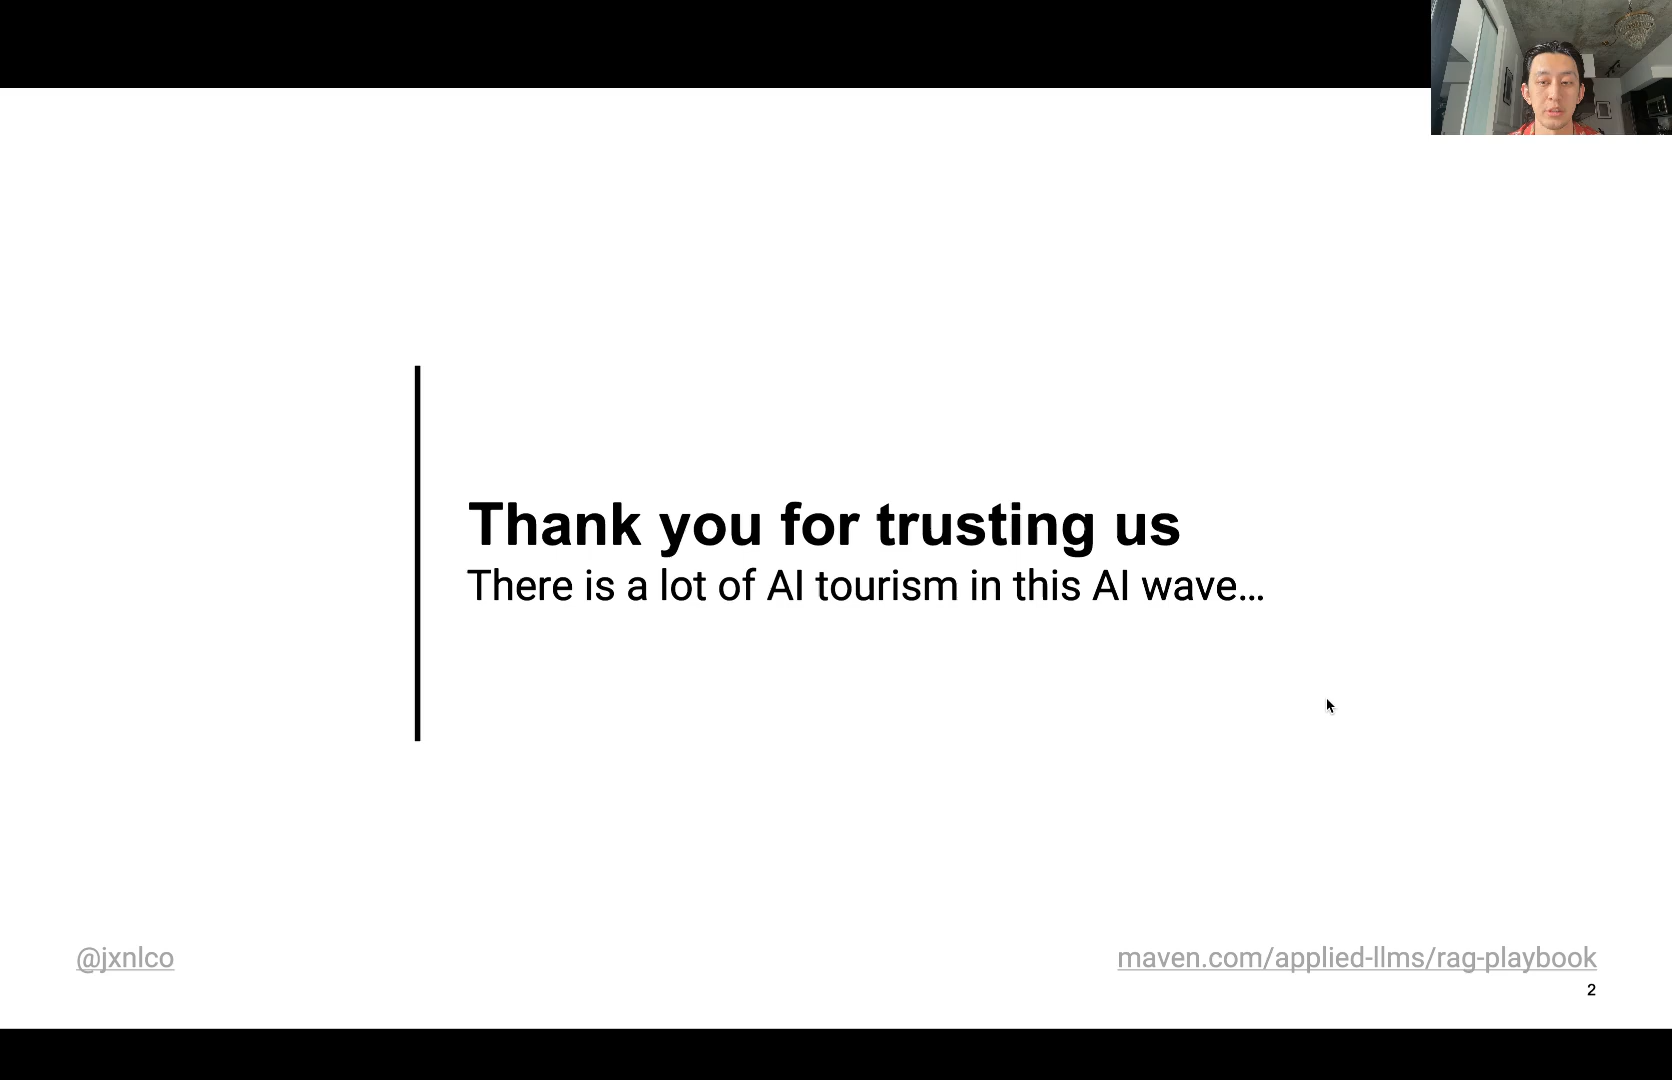 Thank you for trusting us
There is a lot of AI tourism in this AI wave...
@jxnlco
maven.com/applied-llms/rag-playbook
2